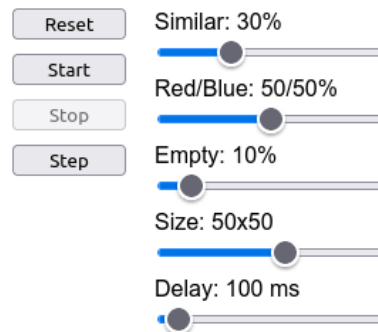 Reset
Start
Stop
Step
Similar: 30%
Red/Blue: 50/50%
Empty: 10%
Size: 50x50
Delay: 100 ms